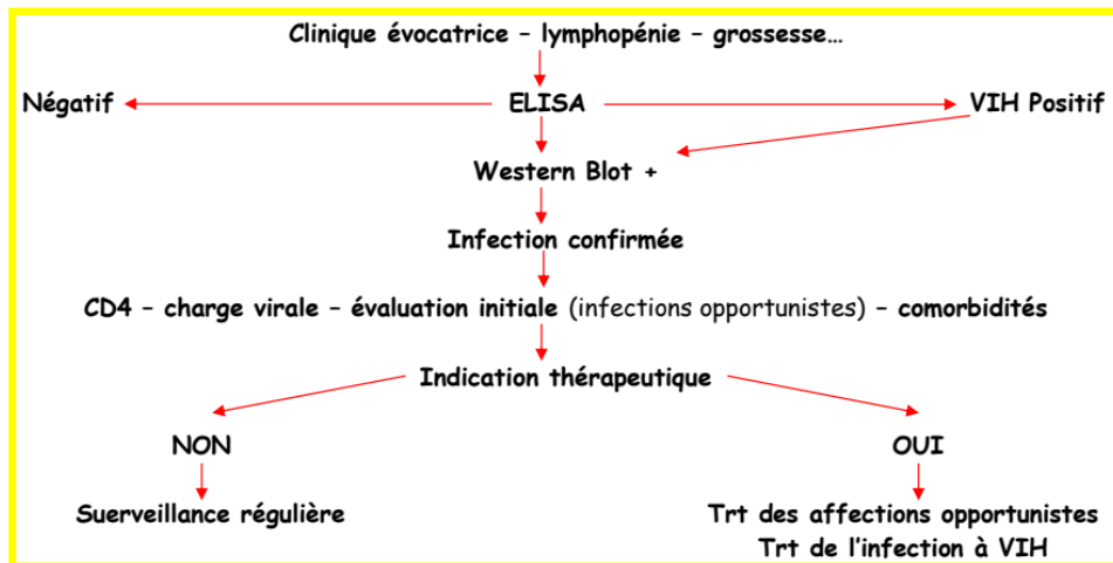 Clinique évocatrice – lymphopénie – grossesse…
Négatif ELISA VIH Positif
Western Blot +
Infection confirmée
CD4 – charge virale – évaluation initiale (infections opportunistes) – comorbidités
Indication thérapeutique
NON OUI
Suerveillance régulière Trt des affections opportunistes
Trt de l'infection à VIH